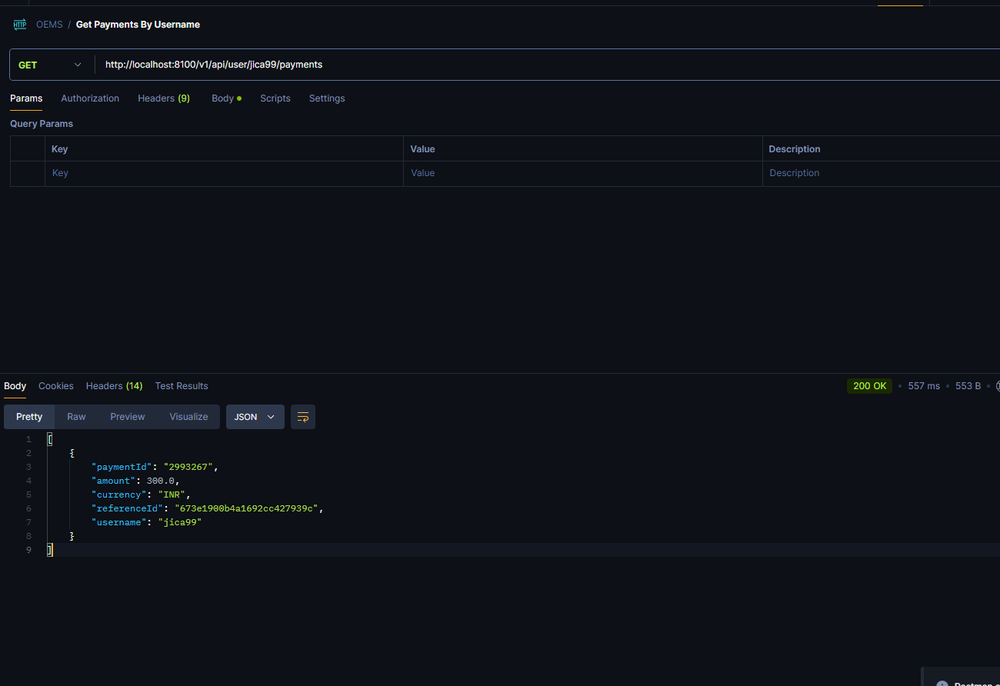 HTTP OEMS / Get Payments By Username
GET http://localhost:8100/v1/api/user/jica99/payments
Params Authorization Headers (9) Body Scripts Settings
Query Params
Key Value Description
Key Value Description
Body Cookies Headers (14) Test Results 200 OK • 557 ms • 553 B •
Pretty Raw Preview Visualize JSON
1 [
2 {
3 "paymentId": "2993267",
4 "amount": 300.0,
5 "currency": "INR",
6 "referenceId": "673e1900b4a1692cc427939c",
7 "username": "jica99"
8 }
9 ]